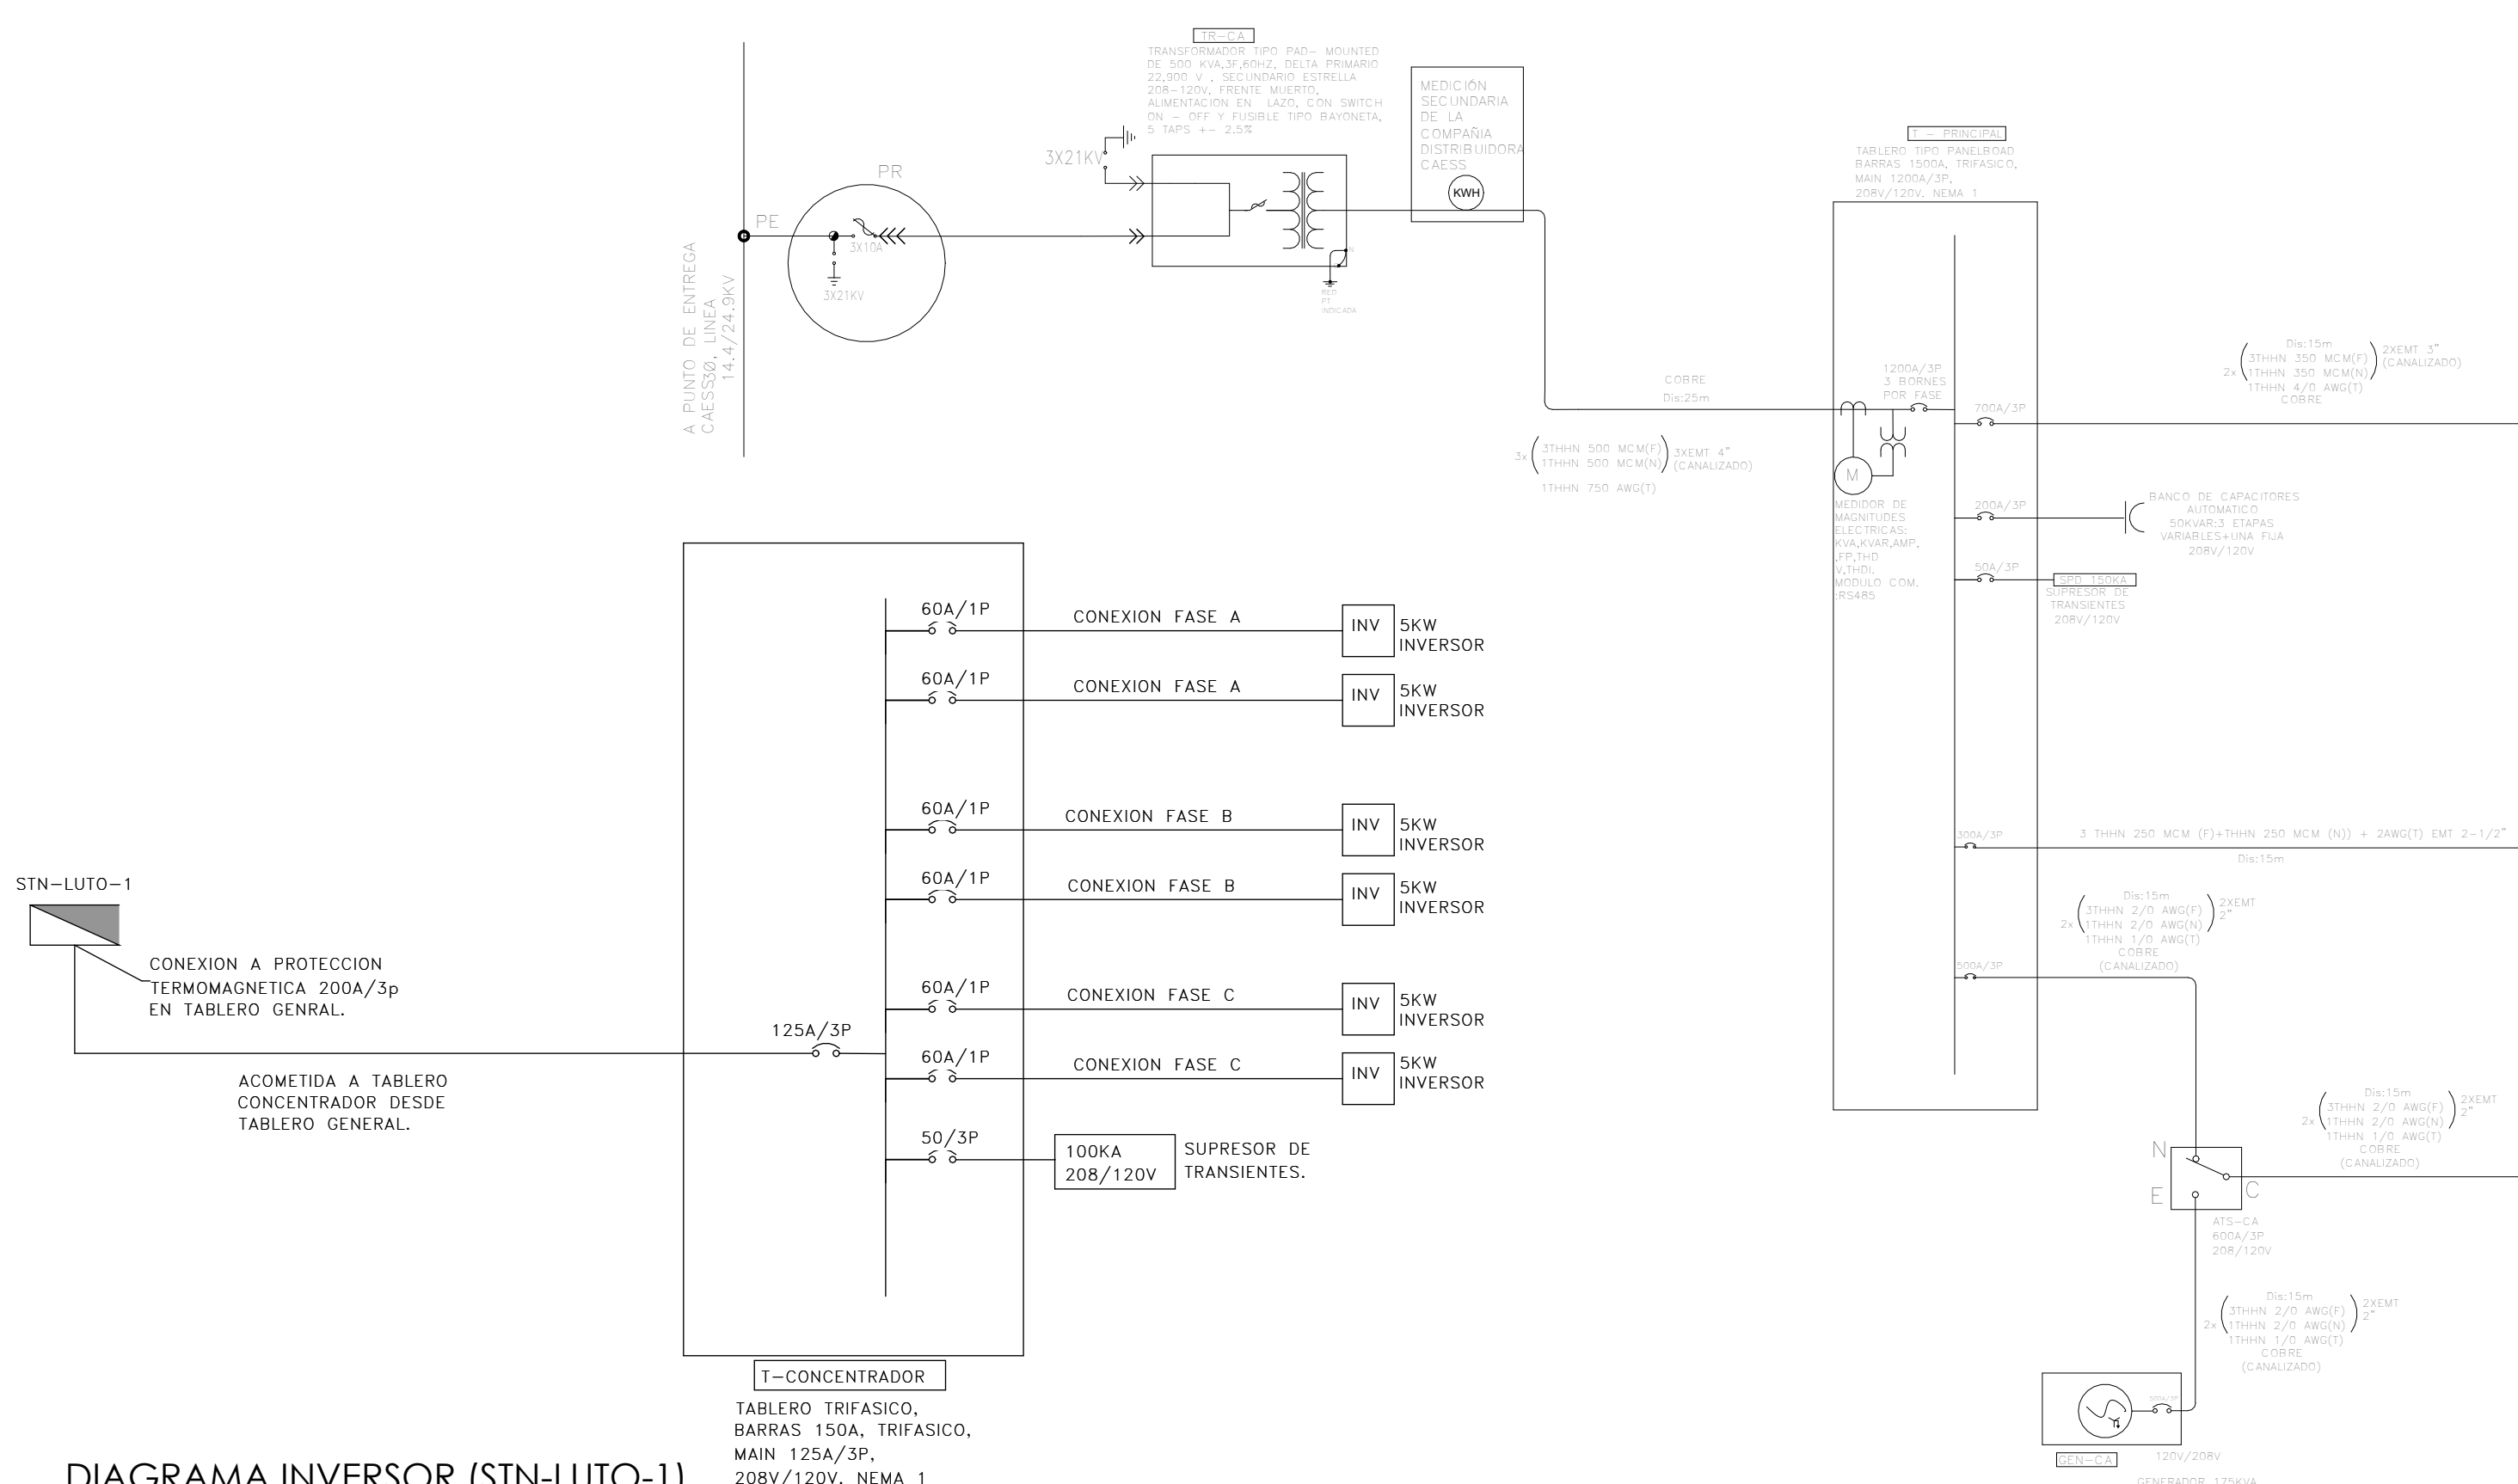 TR-CA
TRANSFORMADOR TIPO PAD- MOUNTED
DE 500 KVA,3F,60HZ, DELTA PRIMARIO
22,900 V , SECUNDARIO ESTRELLA
208-120V, FRENTE MUERTO,
ALIMENTACION EN LAZO, CON SWITCH
ON - OFF Y FUSIBLE TIPO BAYONETA,
5 TAPS +- 2.5%
MEDICIÓN
SECUNDARIA
DE LA
COMPAÑIA
DISTRIBUIDORA
CAESS
KWH
3X21KV
PR
PE
3X10A
3X21KV
N
RED
PT
INDICADA
A PUNTO DE ENTREGA
CAESS 3Ø, LINEA
14.4/24.9KV
T - PRINCIPAL
TABLERO TIPO PANELBOAD
BARRAS 1500A, TRIFASICO,
MAIN 1200A/3P,
208V/120V. NEMA 1
COBRE
Dis:25m
3x
3THHN 500 MCM(F)
1THHN 500 MCM(N)
3XEMT 4"
(CANALIZADO)
1THHN 750 AWG(T)
1200A/3P
3 BORNES
POR FASE
M
MEDIDOR DE
MAGNITUDES
ELECTRICAS:
KVA,KVAR,AMP,
,FP,THD
V,THDI.
MODULO COM.
:RS485
700A/3P
Dis:15m
2x
3THHN 350 MCM(F)
1THHN 350 MCM(N)
1THHN 4/0 AWG(T)
COBRE
2XEMT 3"
(CANALIZADO)
200A/3P
BANCO DE CAPACITORES
AUTOMATICO
50KVAR:3 ETAPAS
VARIABLES+UNA FIJA
208V/120V
50A/3P
SPD 150KA
SUPRESOR DE
TRANSIENTES
208V/120V
300A/3P
3 THHN 250 MCM (F)+THHN 250 MCM (N)) + 2AWG(T) EMT 2-1/2"
Dis:15m
500A/3P
Dis:15m
2x
3THHN 2/0 AWG(F)
1THHN 2/0 AWG(N)
1THHN 1/0 AWG(T)
COBRE
(CANALIZADO)
2XEMT
2"
N
E
C
ATS-CA
600A/3P
208/120V
Dis:15m
2x
3THHN 2/0 AWG(F)
1THHN 2/0 AWG(N)
1THHN 1/0 AWG(T)
COBRE
(CANALIZADO)
2XEMT
2"
Dis:15m
2x
3THHN 2/0 AWG(F)
1THHN 2/0 AWG(N)
1THHN 1/0 AWG(T)
COBRE
(CANALIZADO)
2XEMT
2"
500A/3P
GEN-CA
120V/208V
GENERADOR 175KVA
STN-LUTO-1
CONEXION A PROTECCION
TERMOMAGNETICA 200A/3p
EN TABLERO GENRAL.
ACOMETIDA A TABLERO
CONCENTRADOR DESDE
TABLERO GENERAL.
125A/3P
60A/1P
CONEXION FASE A
INV
5KW
INVERSOR
60A/1P
CONEXION FASE A
INV
5KW
INVERSOR
60A/1P
CONEXION FASE B
INV
5KW
INVERSOR
60A/1P
CONEXION FASE B
INV
5KW
INVERSOR
60A/1P
CONEXION FASE C
INV
5KW
INVERSOR
60A/1P
CONEXION FASE C
INV
5KW
INVERSOR
50/3P
100KA
208/120V
SUPRESOR DE
TRANSIENTES.
T-CONCENTRADOR
TABLERO TRIFASICO,
BARRAS 150A, TRIFASICO,
MAIN 125A/3P,
208V/120V. NEMA 1
DIAGRAMA INVERSOR (STN-LUTO-1)